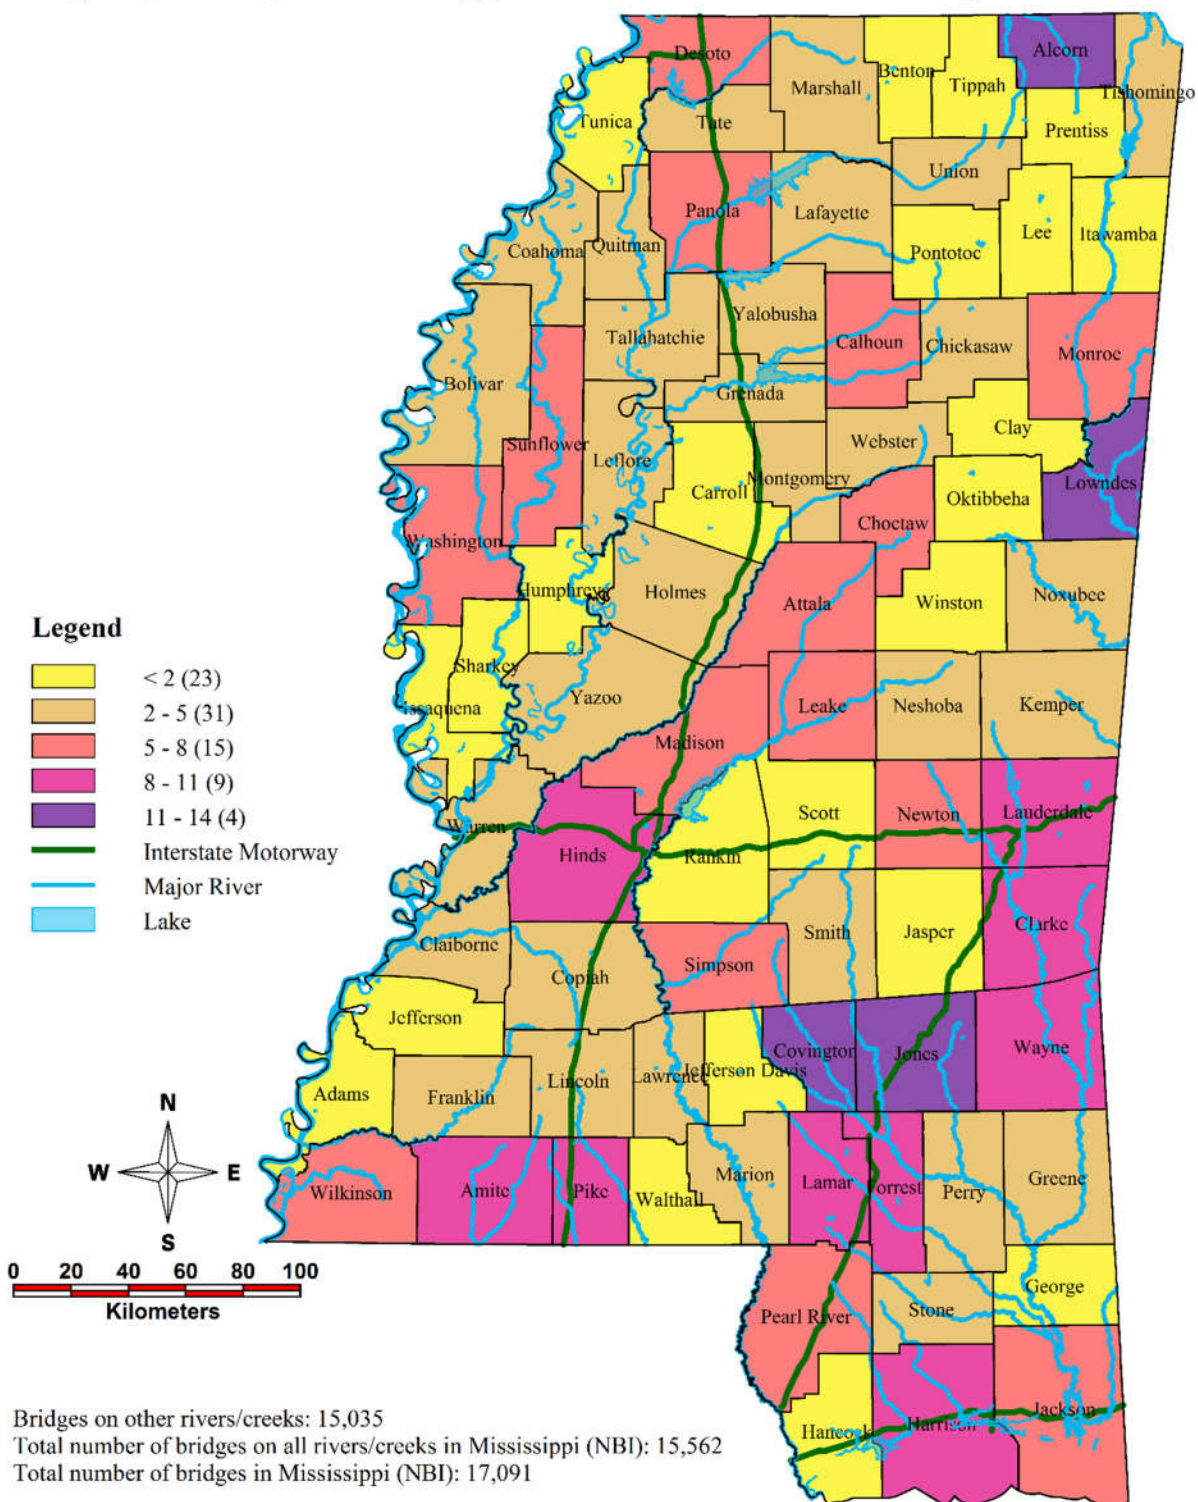 Desoto
Alcorn
Benton
Tippah
Marshall
Tishomingo
Tunica
Tate
Prentiss
Union
Panola
Lafayette
Lee
Itawamba
Coahoma
Quitman
Pontotoc
Yalobusha
Tallahatchie
Calhoun
Chickasaw
Monroe
Bolivar
Grenada
Clay
Sunflower
Webster
Leflore
Montgomery
Carroll
Oktibbeha
Lowndes
Choctaw
Washington
Humphreys
Holmes
Attala
Winston
Noxubee
Legend
< 2 (23)
2 - 5 (31)
5 - 8 (15)
8 - 11 (9)
11 - 14 (4)
Interstate Motorway
Major River
Lake
Sharkey
Issaquena
Yazoo
Leake
Neshoba
Kemper
Madison
Scott
Newton
Lauderdale
Warren
Hinds
Rankin
Claiborne
Smith
Jasper
Clarke
Copiah
Simpson
Jefferson
Covington
Jones
Wayne
Lincoln
Lawrence
Jefferson Davis
Adams
Franklin
Wilkinson
Amite
Pike
Walthall
Marion
Lamar
Forrest
Perry
Greene
N
W E
S
0 20 40 60 80 100
Kilometers
George
Pearl River
Stone
Hancock
Harrison
Jackson
Bridges on other rivers/creeks: 15,035
Total number of bridges on all rivers/creeks in Mississippi (NBI): 15,562
Total number of bridges in Mississippi (NBI): 17,091